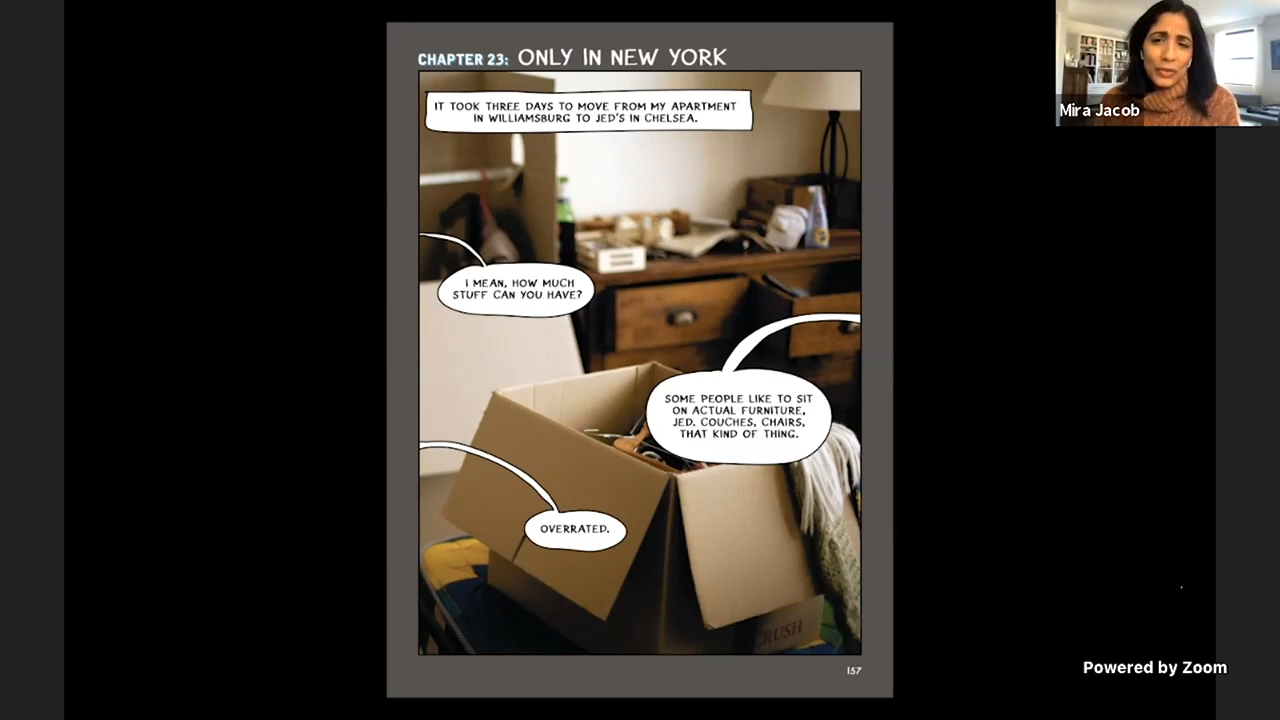 CHAPTER 23: ONLY IN NEW YORK
IT TOOK THREE DAYS TO MOVE FROM MY APARTMENT
IN WILLIAMSBURG TO JED'S IN CHELSEA.
I MEAN, HOW MUCH
STUFF CAN YOU HAVE?
SOME PEOPLE LIKE TO SIT
ON ACTUAL FURNITURE,
JED. COUCHES, CHAIRS,
THAT KIND OF THING.
OVERRATED.
CRUSH
157
Mira Jacob
Powered by Zoom